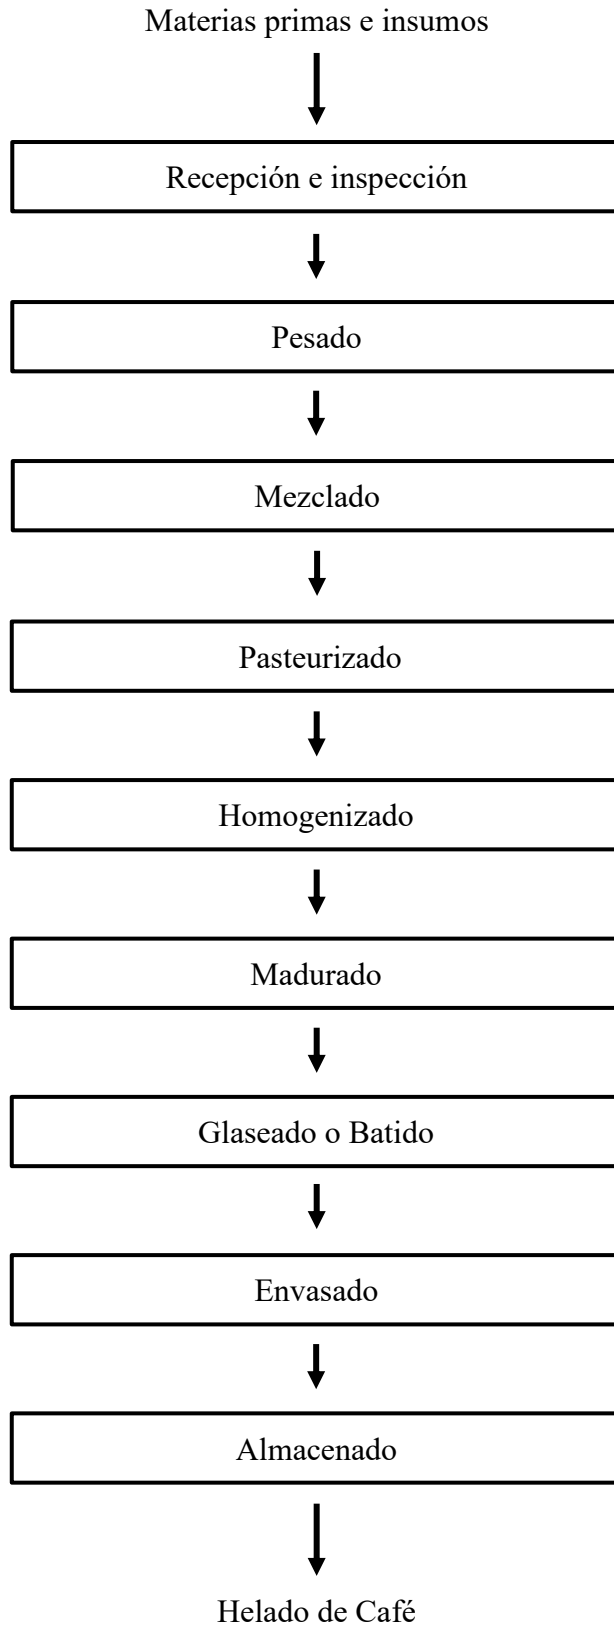 Materias primas e insumos
Recepción e inspección
Pesado
Mezclado
Pasteurizado
Homogenizado
Madurado
Glaseado o Batido
Envasado
Almacenado
Helado de Café